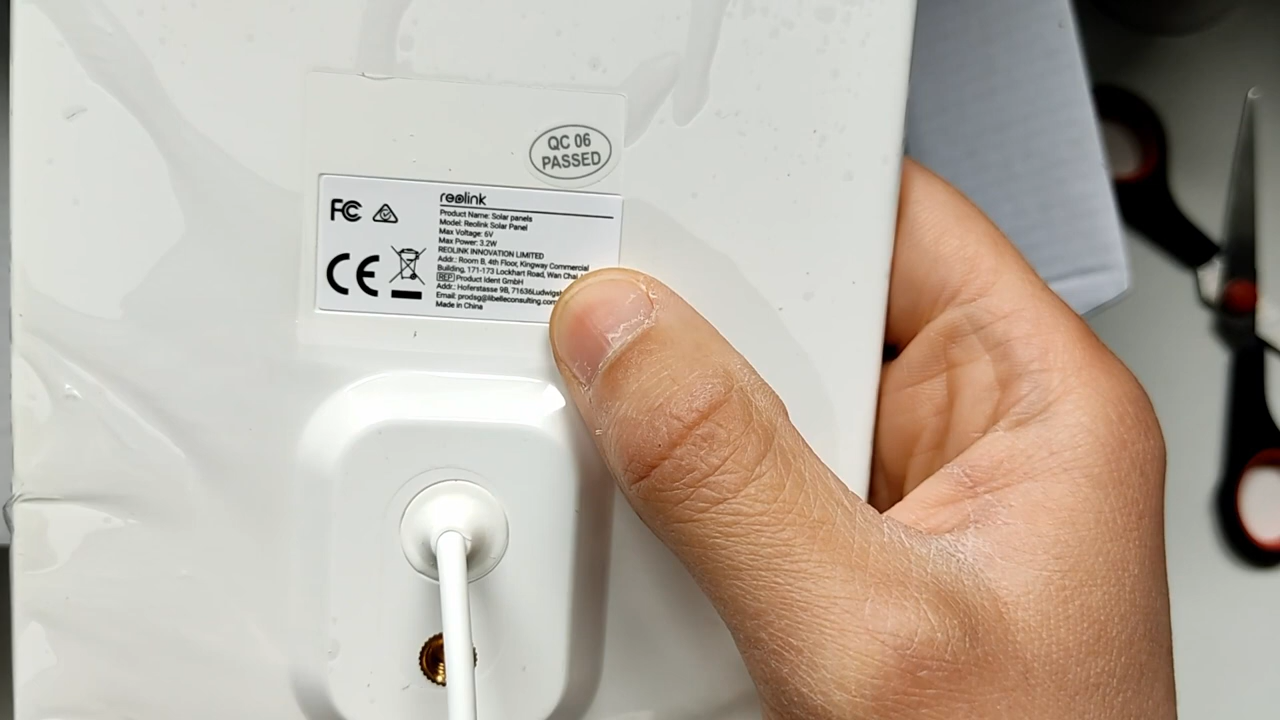 QC 06
PASSED
FC
reolink
Product Name: Solar panels
Model: Reolink Solar Panel
Max Voltage: 6V
Max Power: 3.2W
REOLINK INNOVATION LIMITED
Addr.: Room B, 4th Floor, Kingway Commercial
Building, 171-173 Lockhart Road, Wan
CE
REP Product Ident GmbH
Addr.: Hoferstasse 9B,
Email: prodsg@libelleconsulting.com
Made in China